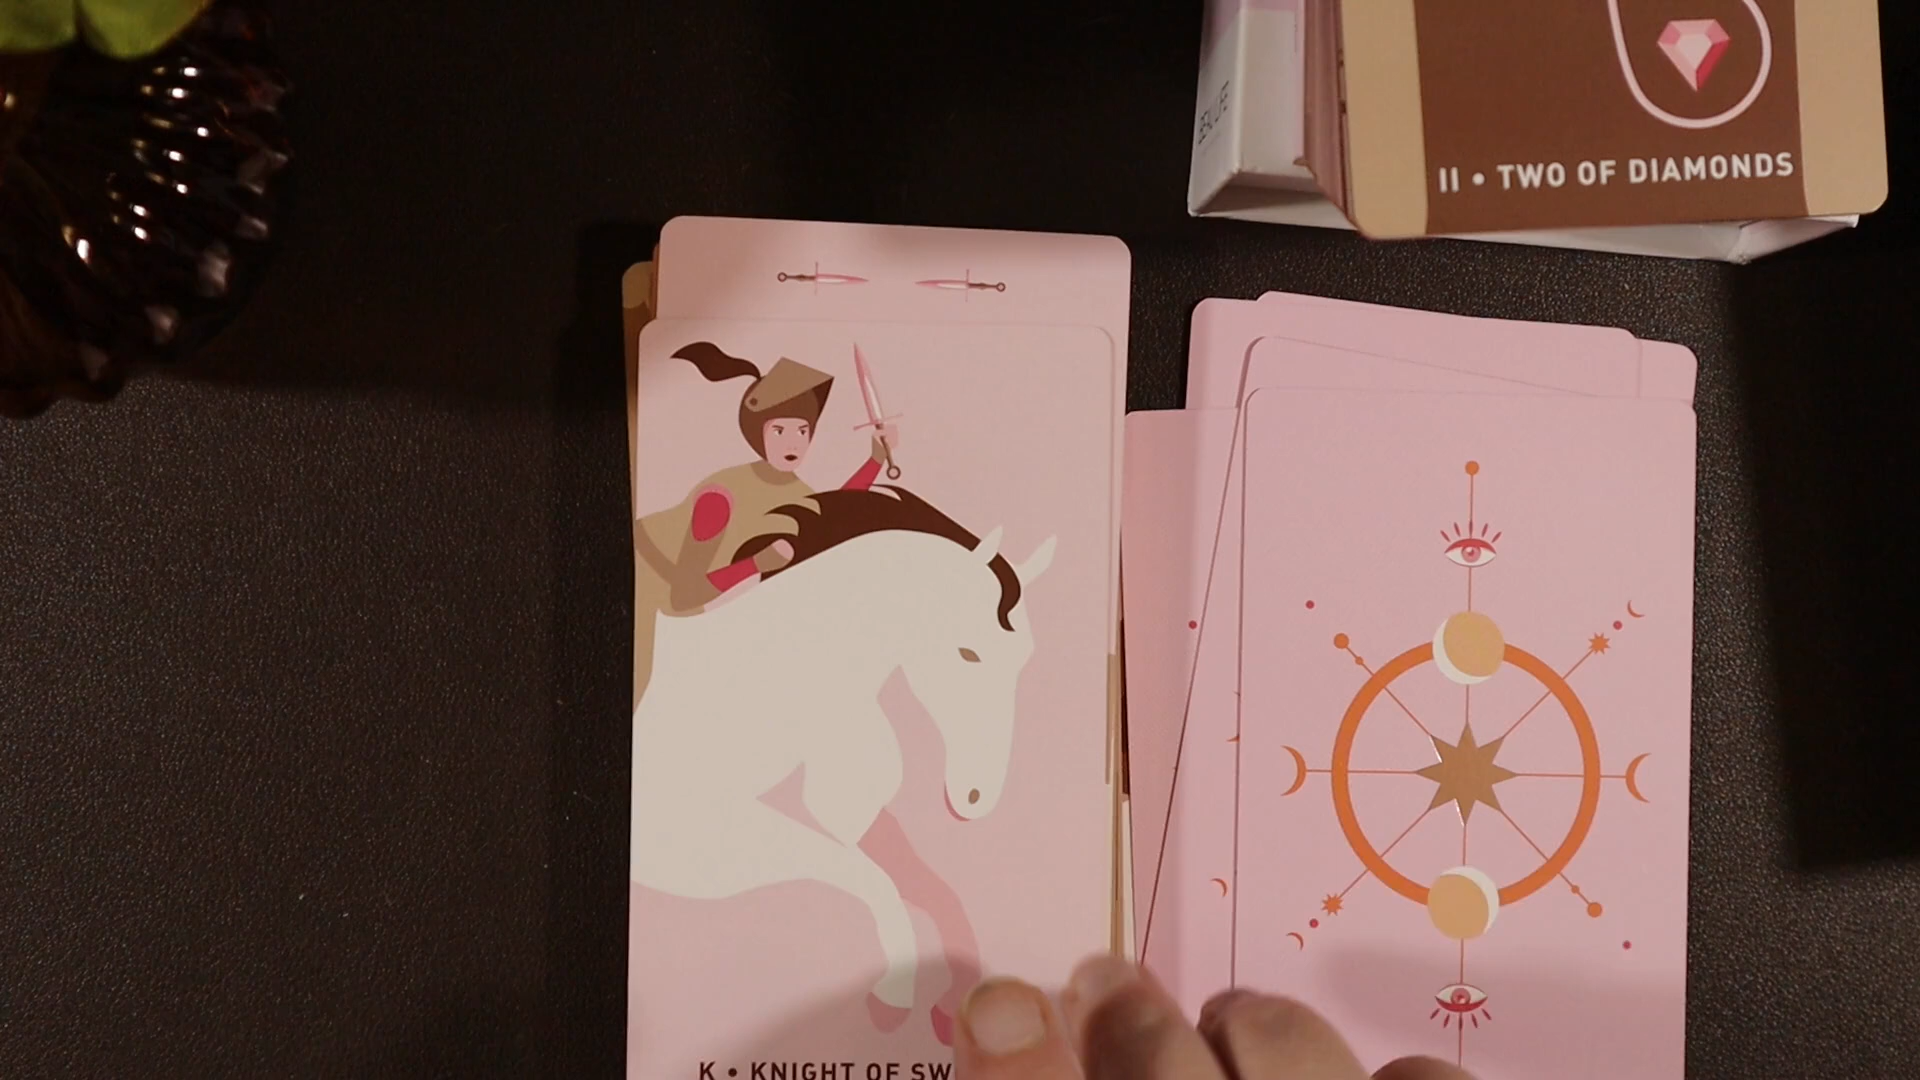 II • TWO OF DIAMONDS
K • KNIGHT OF SW